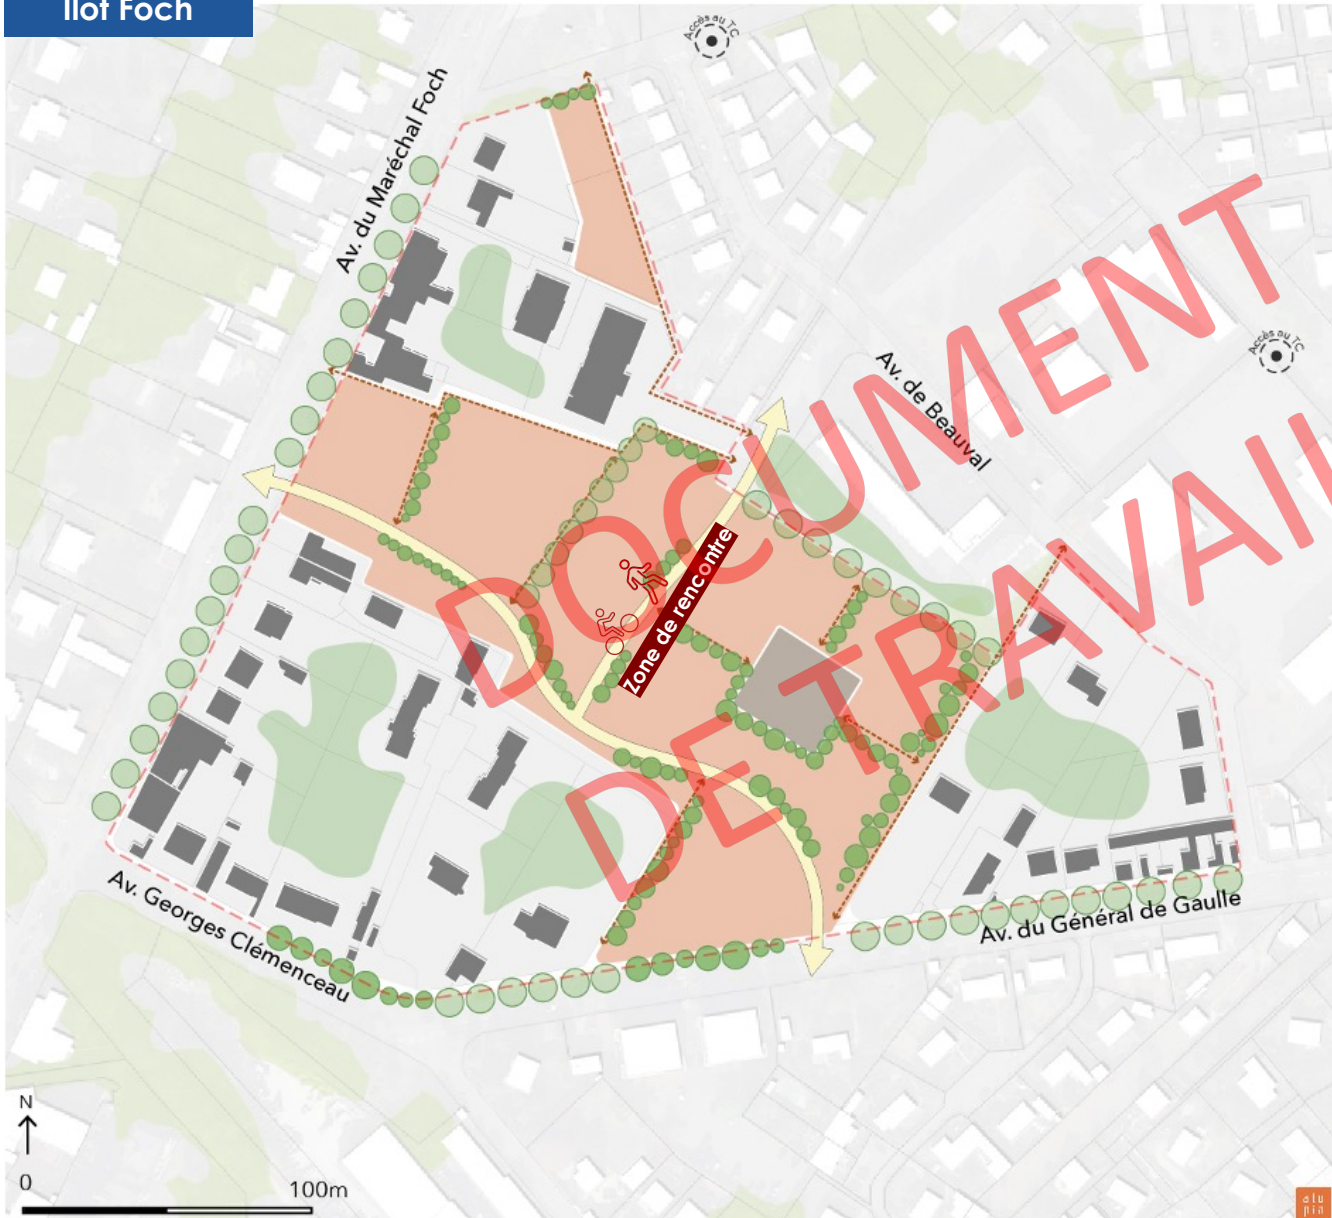 Ilot Foch
Accès au TC
Av. du Maréchal Foch
Accès au TC
Av. de Beauval
Zone de rencontre
DOCUMENT
DE TRAVAIL
Av. Georges Clémenceau
Av. du Général de Gaulle
N
0
100m